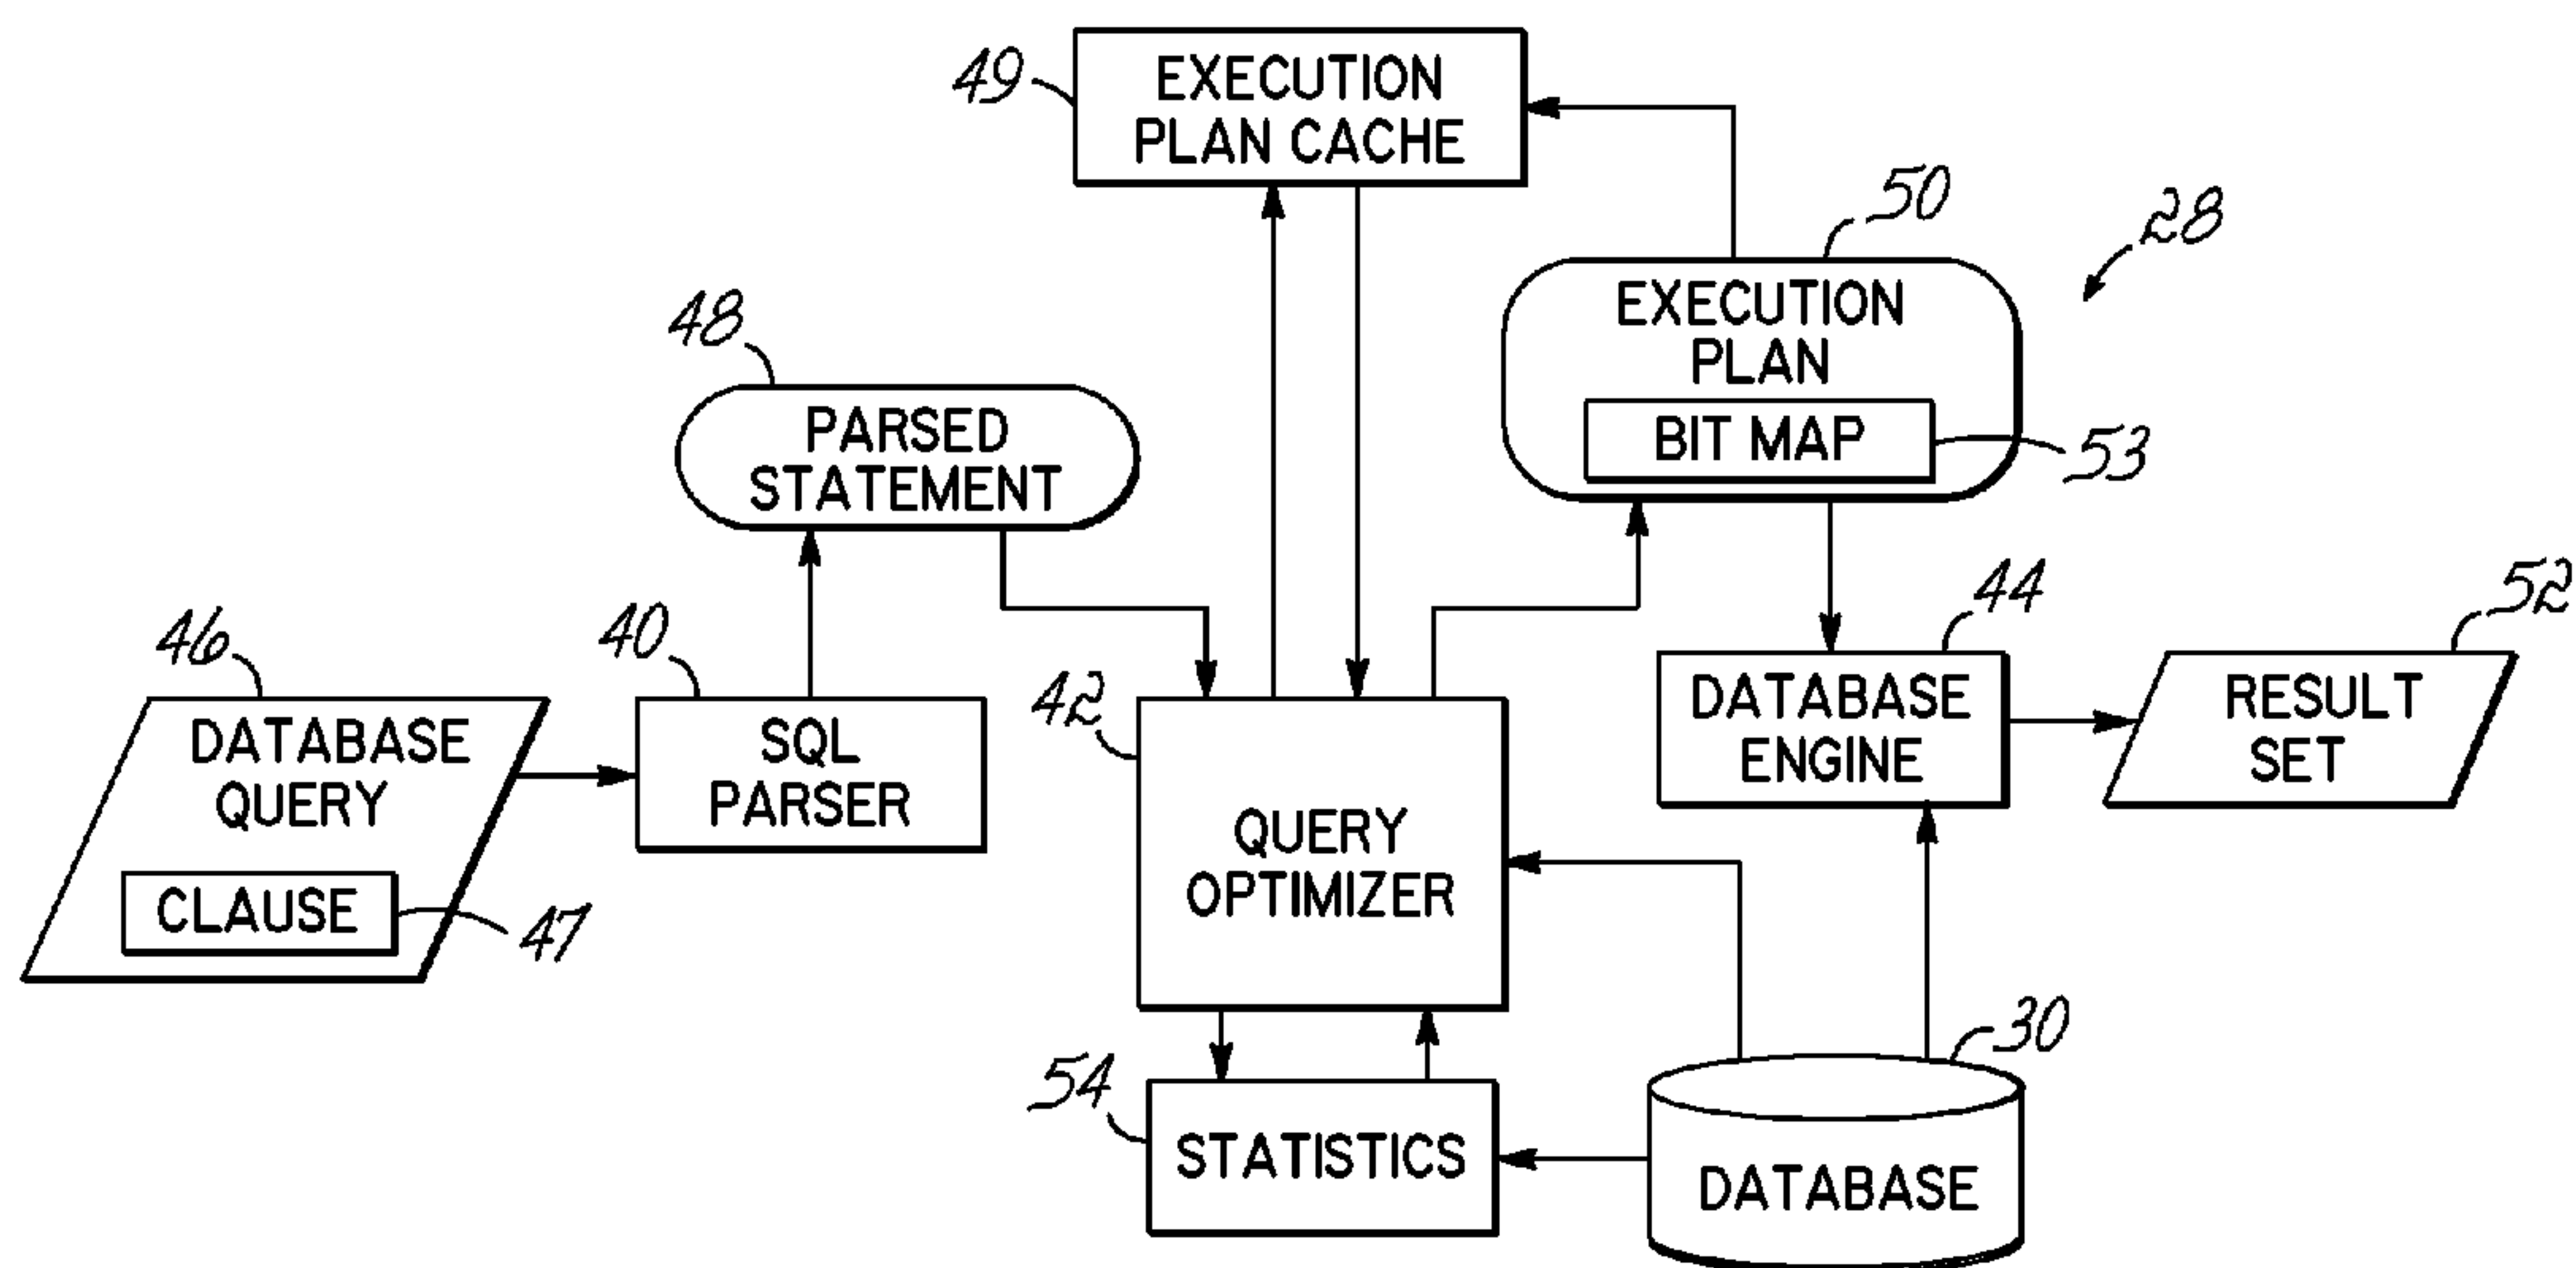 49
EXECUTION
PLAN CACHE
50
28
EXECUTION
PLAN
BIT MAP
53
48
PARSED
STATEMENT
46
DATABASE
QUERY
CLAUSE
47
40
SQL
PARSER
42
QUERY
OPTIMIZER
44
DATABASE
ENGINE
52
RESULT
SET
54
STATISTICS
30
DATABASE